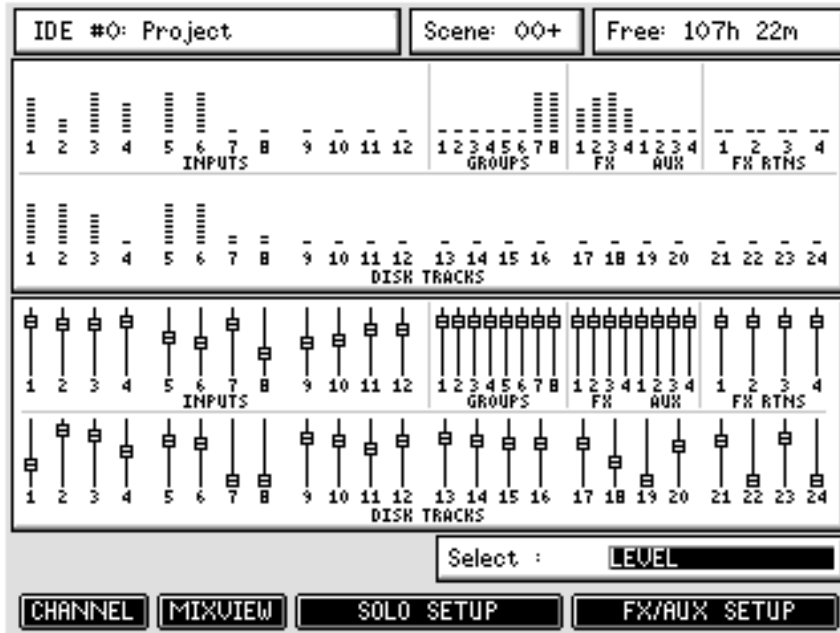 IDE #0: Project Scene: 00+ Free: 107h 22m
1 2 3 4 5 6 7 8 9 10 11 12 1 2 3 4 5 6 7 8 1 2 3 4 1 2 3 4 1 2 3 4
INPUTS GROUPS FX AUX FX RTNS
1 2 3 4 5 6 7 8 9 10 11 12 13 14 15 16 17 18 19 20 21 22 23 24
DISK TRACKS
1 2 3 4 5 6 7 8 9 10 11 12 1 2 3 4 5 6 7 8 1 2 3 4 1 2 3 4 1 2 3 4
INPUTS GROUPS FX AUX FX RTNS
1 2 3 4 5 6 7 8 9 10 11 12 13 14 15 16 17 18 19 20 21 22 23 24
DISK TRACKS
Select : LEVEL
CHANNEL MIXVIEW SOLO SETUP FX/AUX SETUP